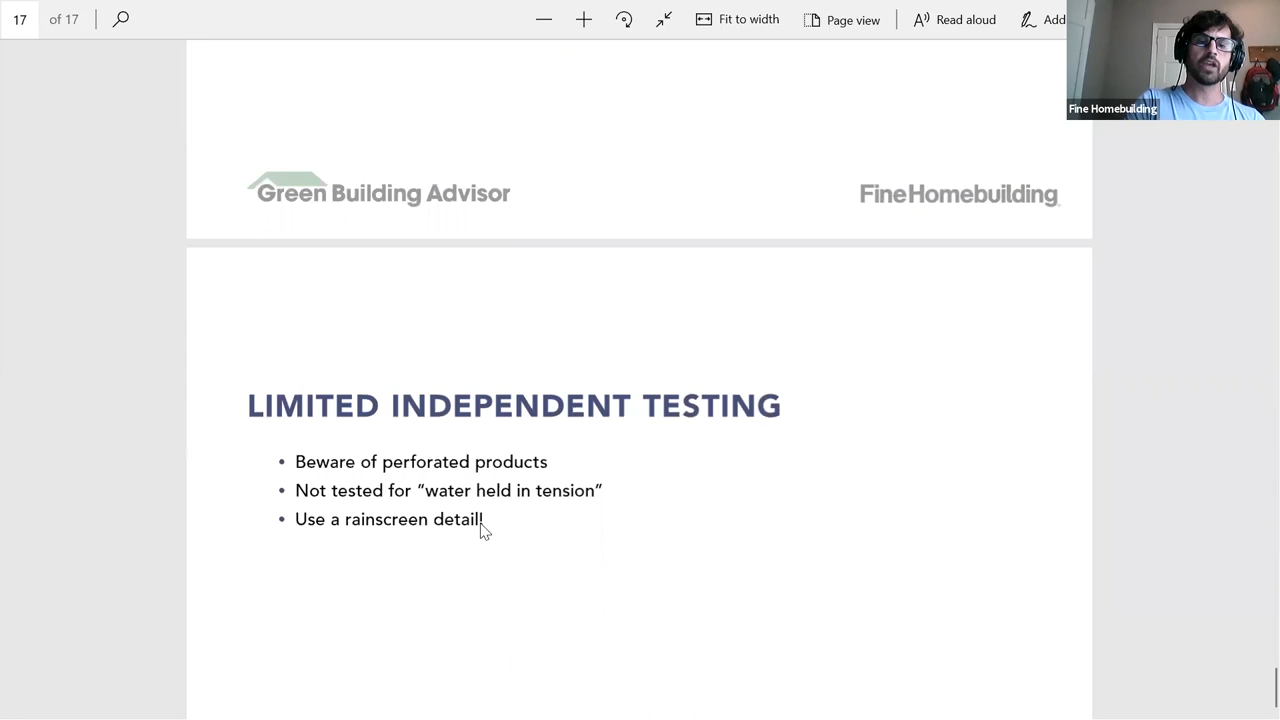 17 of 17
Fit to width
Page view
Read aloud
Add
Fine Homebuilding
Green Building Advisor
FineHomebuilding
LIMITED INDEPENDENT TESTING
• Beware of perforated products
• Not tested for “water held in tension”
• Use a rainscreen detail!